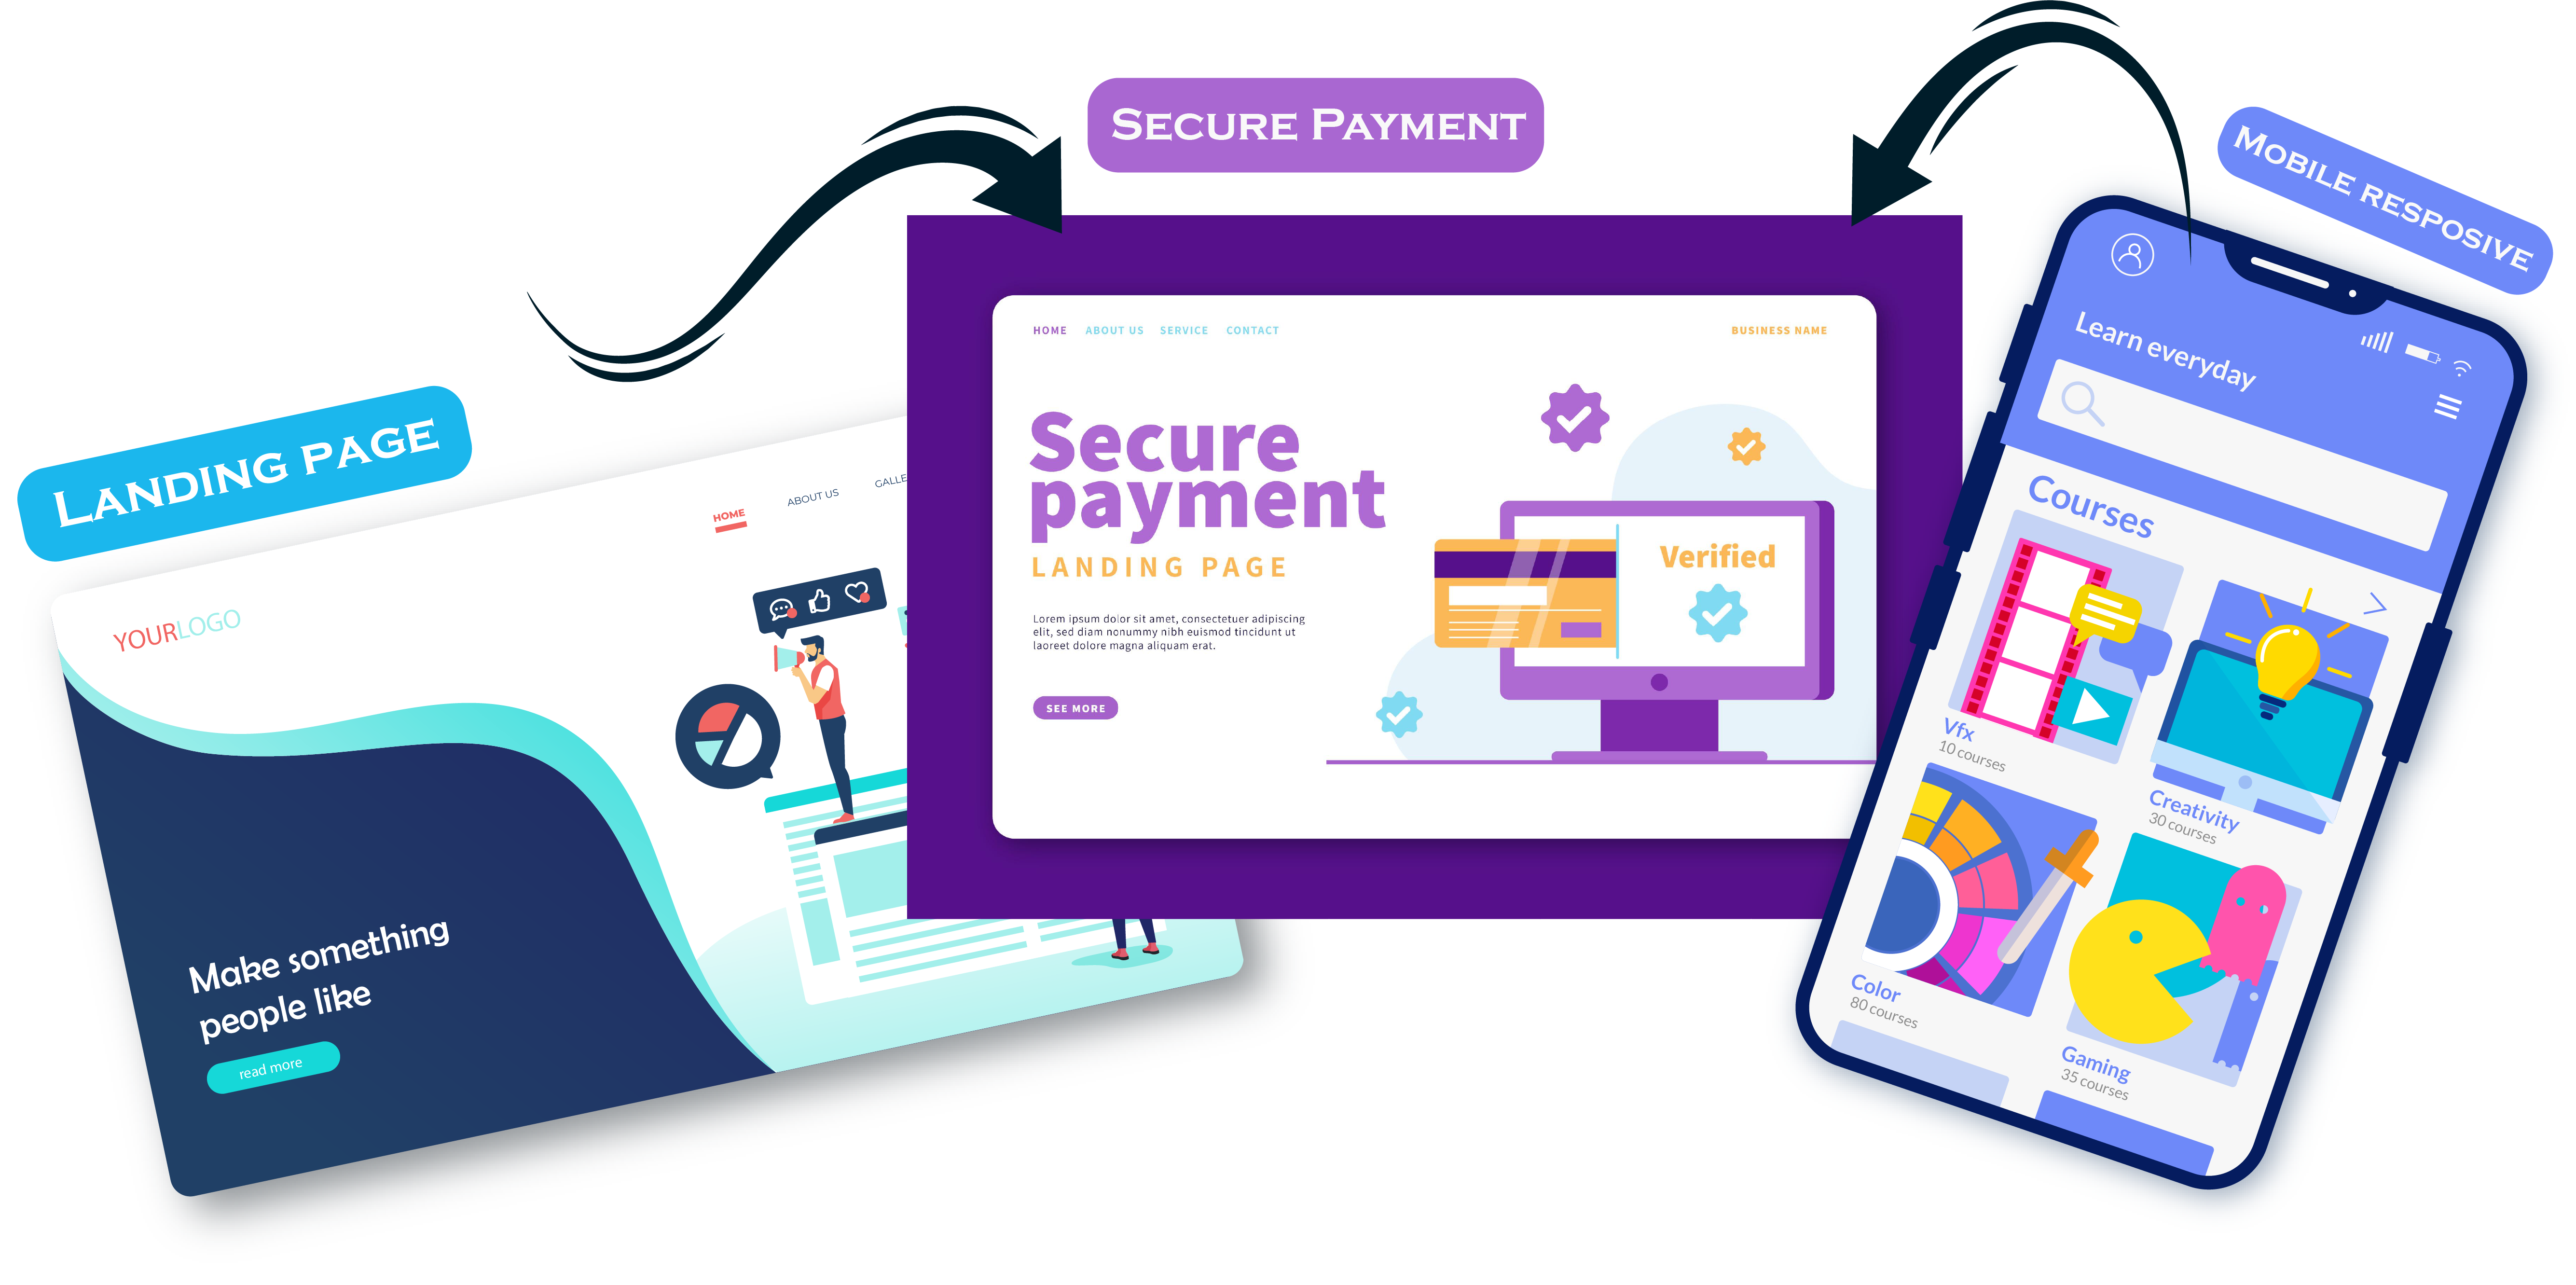 LANDING PAGE
YOURLOGO
HOME ABOUT US GALLE
Make something
people like
read more
SECURE PAYMENT
HOME ABOUT US SERVICE CONTACT BUSINESS NAME
Secure
payment
LANDING PAGE
Lorem ipsum dolor sit amet, consectetuer adipiscing
elit, sed diam nonummy nibh euismod tincidunt ut
laoreet dolore magna aliquam erat.
SEE MORE
Verified
MOBILE RESPOSIVE
Learn everyday
Courses
Vfx
10 courses
Creativity
30 courses
Color
80 courses
Gaming
35 courses